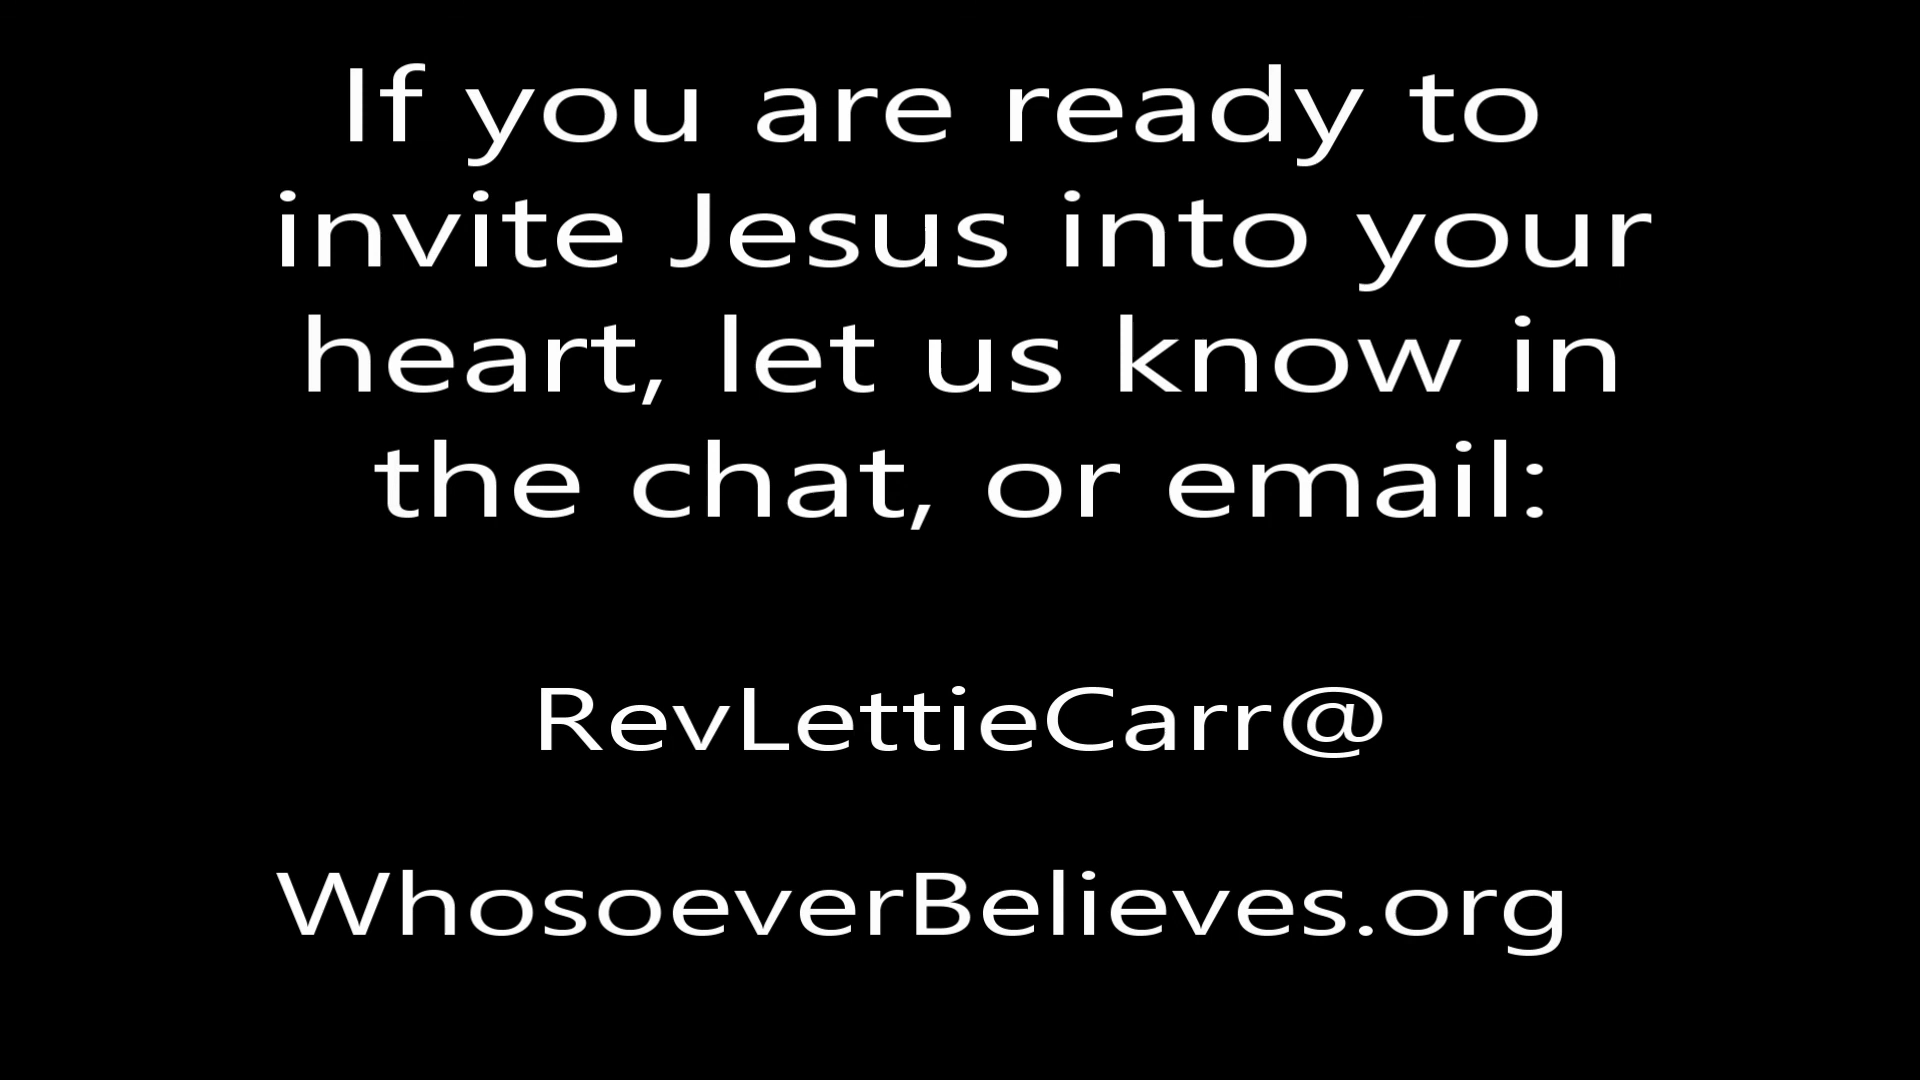 If you are ready to
invite Jesus into your
heart, let us know in
the chat, or email:
RevLettieCarr@
WhosoeverBelieves.org